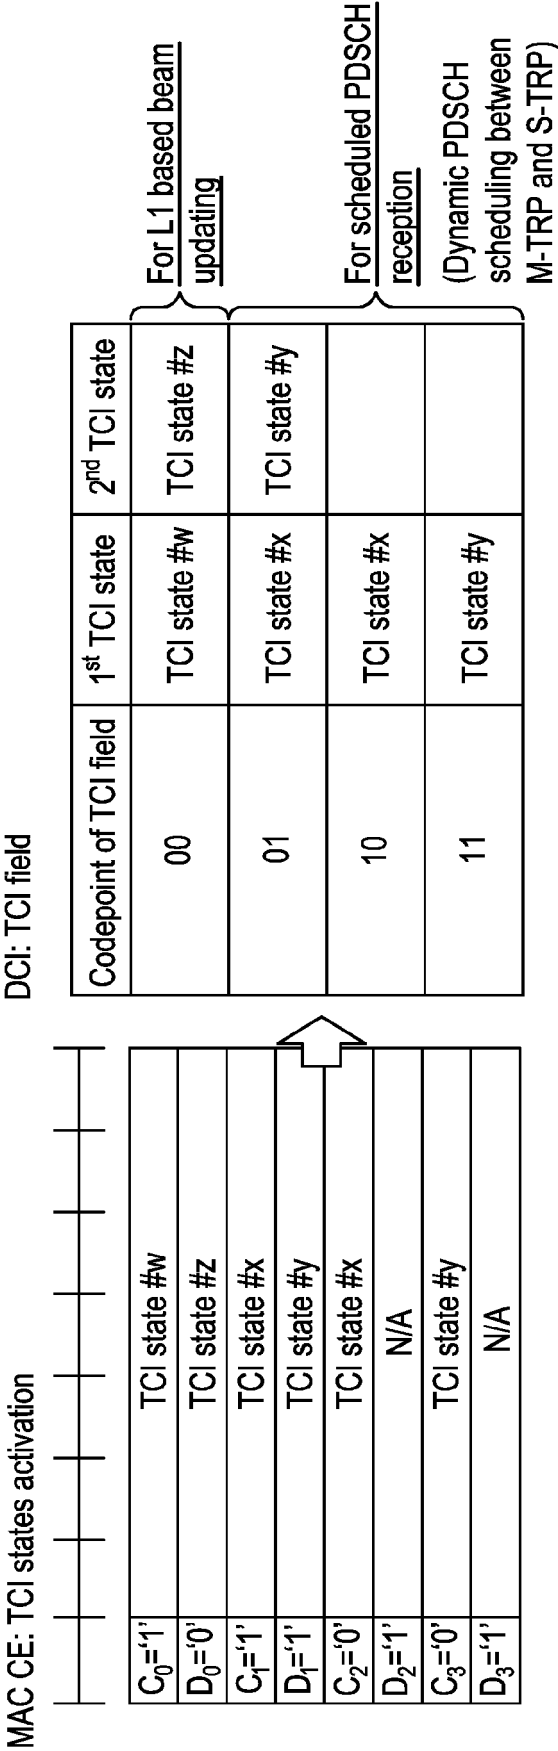 MAC CE: TCI states activation
C0='1' TCI state #w
D0='0' TCI state #z
C1='1' TCI state #x
D1='1' TCI state #y
C2='0' TCI state #x
D2='1' N/A
C3='0' TCI state #y
D3='1' N/A
DCI: TCI field
Codepoint of TCI field 1st TCI state 2nd TCI state
00 TCI state #w TCI state #z
01 TCI state #x TCI state #y
10 TCI state #x
11 TCI state #y
For L1 based beam
updating
For scheduled PDSCH
reception
(Dynamic PDSCH
scheduling between
M-TRP and S-TRP)